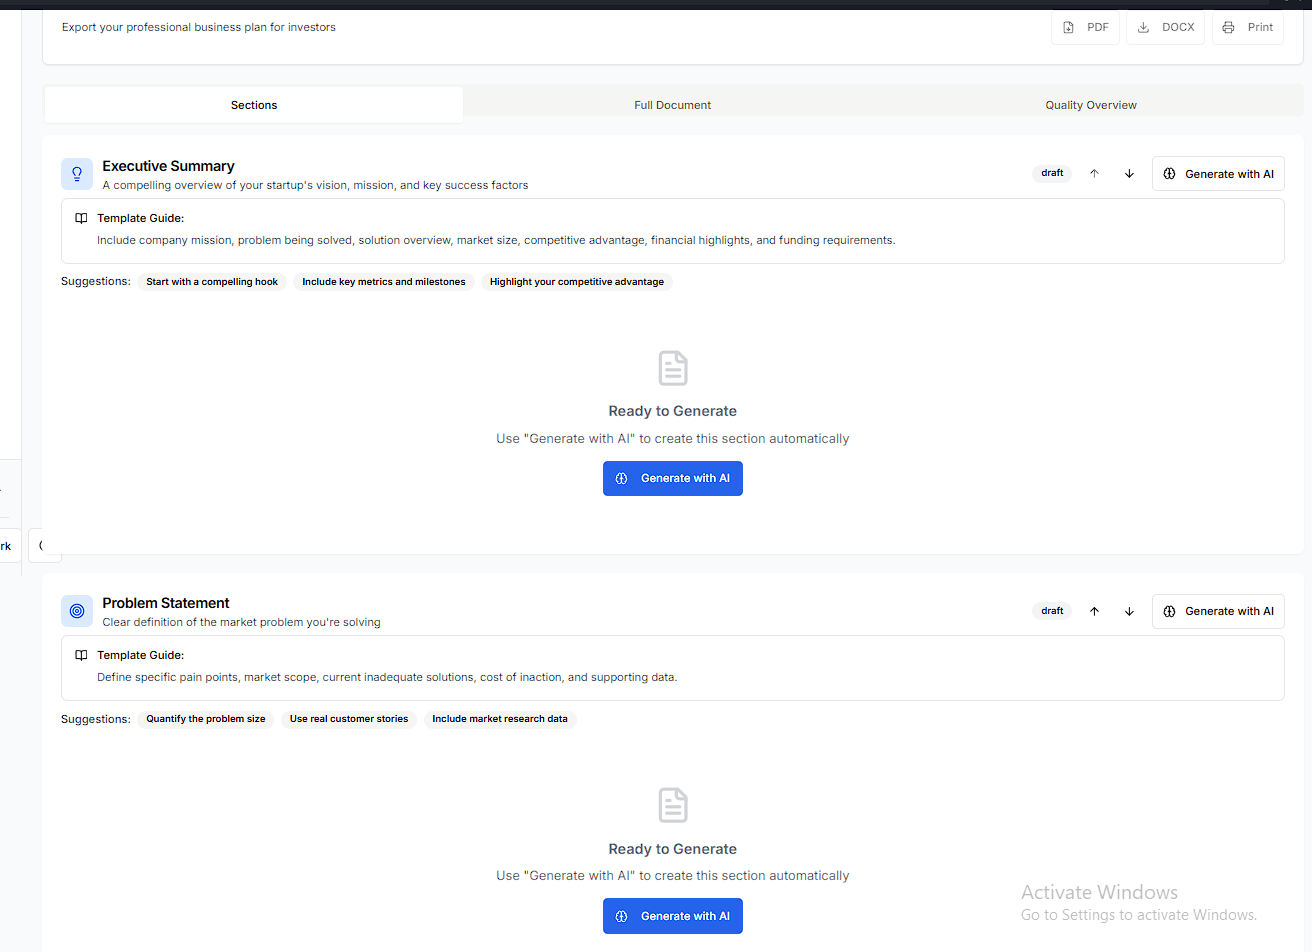 Export your professional business plan for investors
PDF
DOCX
Print
Sections
Full Document
Quality Overview
Executive Summary
A compelling overview of your startup's vision, mission, and key success factors
draft
Generate with AI
Template Guide:
Include company mission, problem being solved, solution overview, market size, competitive advantage, financial highlights, and funding requirements.
Suggestions: Start with a compelling hook Include key metrics and milestones Highlight your competitive advantage
Ready to Generate
Use "Generate with AI" to create this section automatically
Generate with AI
rk
Problem Statement
Clear definition of the market problem you're solving
draft
Generate with AI
Template Guide:
Define specific pain points, market scope, current inadequate solutions, cost of inaction, and supporting data.
Suggestions: Quantify the problem size Use real customer stories Include market research data
Ready to Generate
Use "Generate with AI" to create this section automatically
Generate with AI
Activate Windows
Go to Settings to activate Windows.